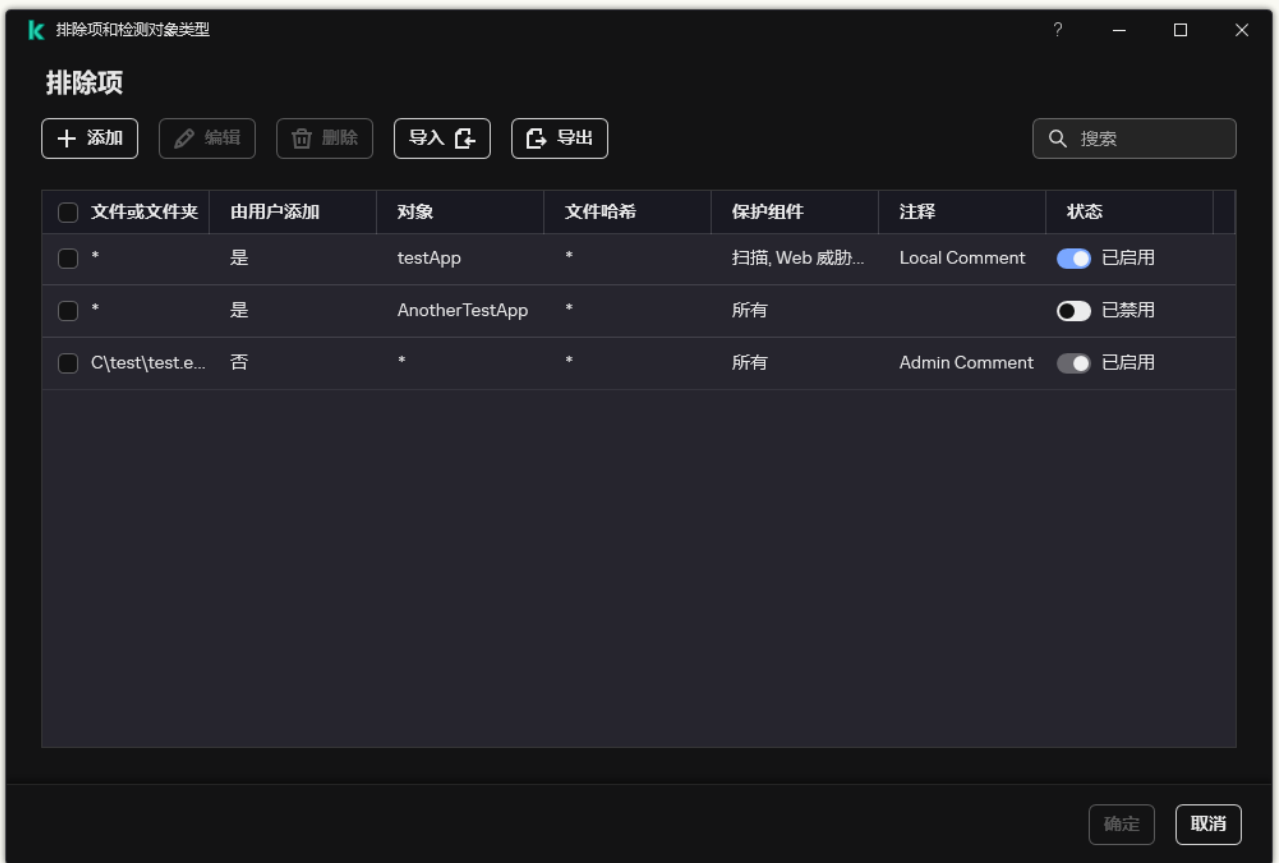 排除项和检测对象类型 ?
排除项
添加 编辑 删除 导入 导出 搜索
文件或文件夹 由用户添加 对象 文件哈希 保护组件 注释 状态
* 是 testApp * 扫描, Web 威胁... Local Comment 已启用
* 是 AnotherTestApp * 所有 已禁用
C\test\test.e... 否 * * 所有 Admin Comment 已启用
确定 取消